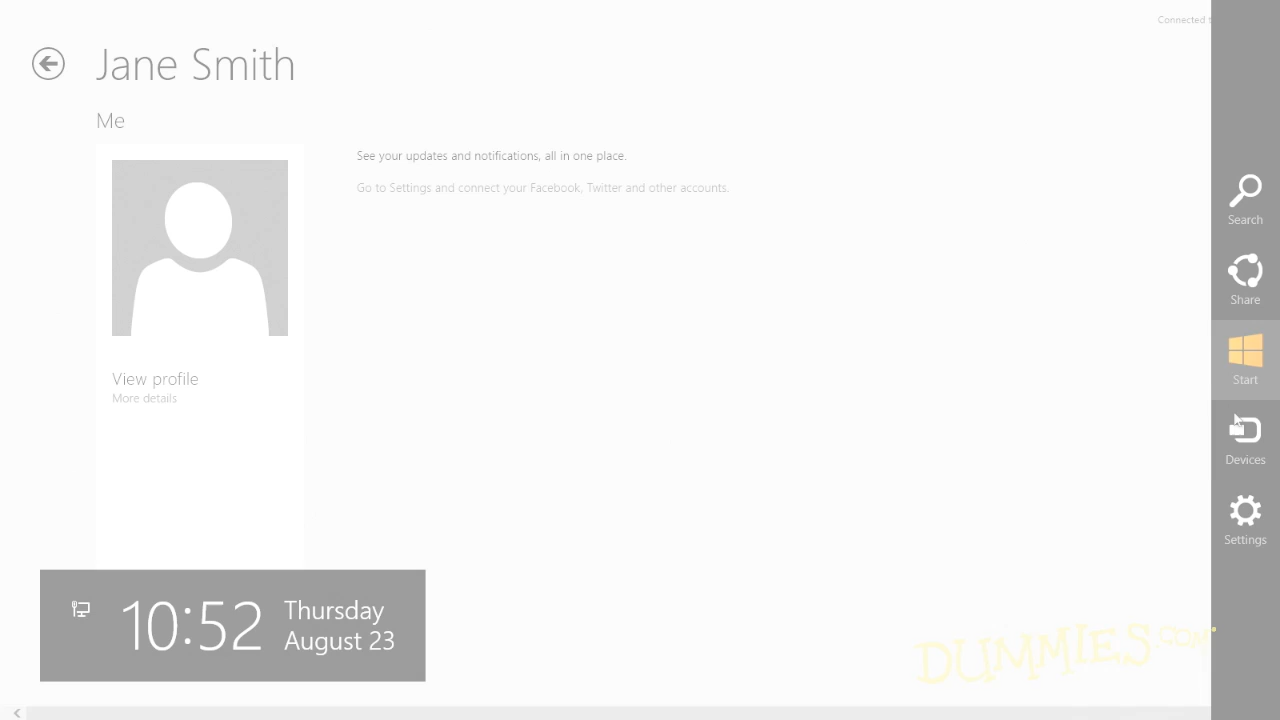 Connected t
Jane Smith
Me
See your updates and notifications, all in one place.
Go to Settings and connect your Facebook, Twitter and other accounts.
View profile
More details
Search
Share
Start
Devices
Settings
10:52
Thursday
August 23
DUMMIES.COM